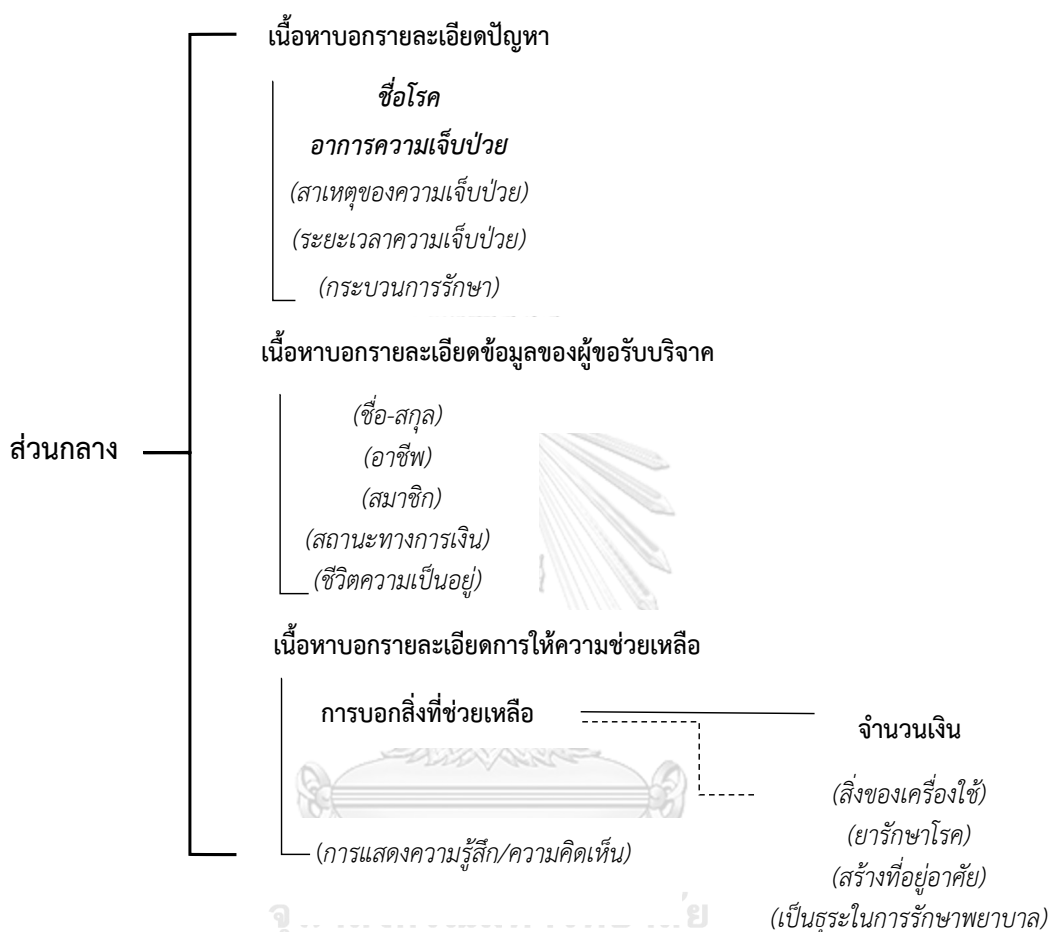 เนื้อหาบอกรายละเอียดปัญหา
ชื่อโรค
อาการความเจ็บป่วย
(สาเหตุของความเจ็บป่วย)
(ระยะเวลาความเจ็บป่วย)
(กระบวนการรักษา)
เนื้อหาบอกรายละเอียดข้อมูลของผู้ขอรับบริจาค
(ชื่อ-สกุล)
(อาชีพ)
ส่วนกลาง
(สมาชิก)
(สถานะทางการเงิน)
(ชีวิตความเป็นอยู่)
เนื้อหาบอกรายละเอียดการให้ความช่วยเหลือ
การบอกสิ่งที่ช่วยเหลือ
จำนวนเงิน
(สิ่งของเครื่องใช้)
(ยารักษาโรค)
(การแสดงความรู้สึก/ความคิดเห็น)
(สร้างที่อยู่อาศัย)
(เป็นธุระในการรักษาพยาบาล)